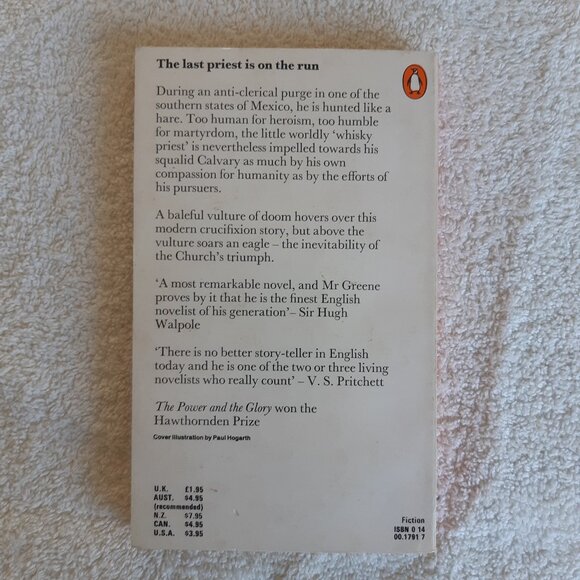 The last priest is on the run
During an anti-clerical purge in one of the
southern states of Mexico, he is hunted like a
hare. Too human for heroism, too humble
for martyrdom, the little worldly ‘whisky
priest’ is nevertheless impelled towards his
squalid Calvary as much by his own
compassion for humanity as by the efforts of
his pursuers.
A baleful vulture of doom hovers over this
modern crucifixion story, but above the
vulture soars an eagle – the inevitability of
the Church’s triumph.
‘A most remarkable novel, and Mr Greene
proves by it that he is the finest English
novelist of his generation’– Sir Hugh
Walpole
‘There is no better story-teller in English
today and he is one of the two or three living
novelists who really count’ – V. S. Pritchett
The Power and the Glory won the
Hawthornden Prize
Cover illustration by Paul Hogarth
U.K. £1.95
AUST. $4.95
(recommended)
N.Z. $7.95
CAN. $4.95
U.S.A. $3.95
Fiction
ISBN 0 14
00.1791 7